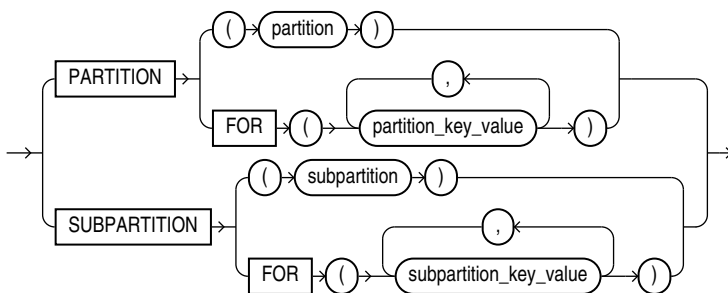 ( partition )
PARTITION
,
FOR ( partition_key_value )
( subpartition )
SUBPARTITION
,
FOR ( subpartition_key_value )